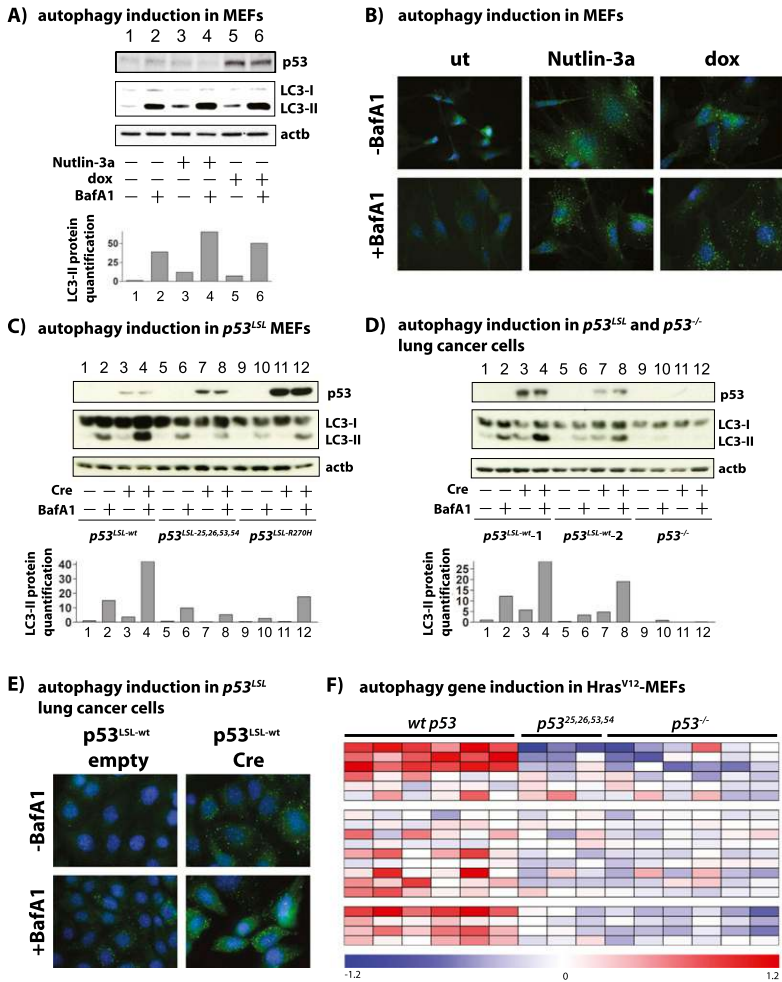 A) autophagy induction in MEFs
1 2 3 4 5 6
p53
LC3-I
LC3-II
actb
Nutlin-3a − − + + − −
dox − − − − + +
BafA1 − + − + − +
LC3-II protein
quantification
50
25
0
1 2 3 4 5 6
B) autophagy induction in MEFs
ut Nutlin-3a dox
-BafA1
+BafA1
C) autophagy induction in p53LSL MEFs
1 2 3 4 5 6 7 8 9 10 11 12
p53
LC3-I
LC3-II
actb
Cre − − + + − − + + − − + +
BafA1 − + − + − + − + − + − +
p53LSL-wt p53LSL-25,26,53,54 p53LSL-R270H
LC3-II protein
quantification
40
30
20
10
0
1 2 3 4 5 6 7 8 9 10 11 12
D) autophagy induction in p53LSL and p53-/-
lung cancer cells
1 2 3 4 5 6 7 8 9 10 11 12
p53
LC3-I
LC3-II
actb
Cre − − + + − − + + − − + +
BafA1 − + − + − + − + − + − +
p53LSL-wt-1 p53LSL-wt-2 p53-/-
LC3-II protein
quantification
25
20
15
10
5
0
1 2 3 4 5 6 7 8 9 10 11 12
E) autophagy induction in p53LSL
lung cancer cells
p53LSL-wt p53LSL-wt
empty Cre
-BafA1
+BafA1
F) autophagy gene induction in HrasV12-MEFs
wt p53 p5325,26,53,54 p53-/-
-1.2 0 1.2